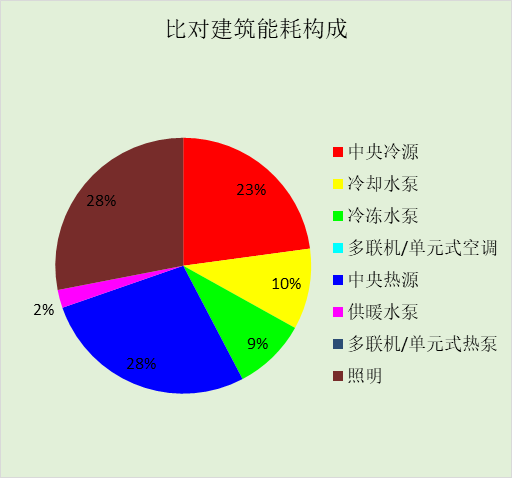 比对建筑能耗构成
23%
10%
9%
28%
2%
28%
中央冷源
冷却水泵
冷冻水泵
多联机/单元式空调
中央热源
供暖水泵
多联机/单元式热泵
照明